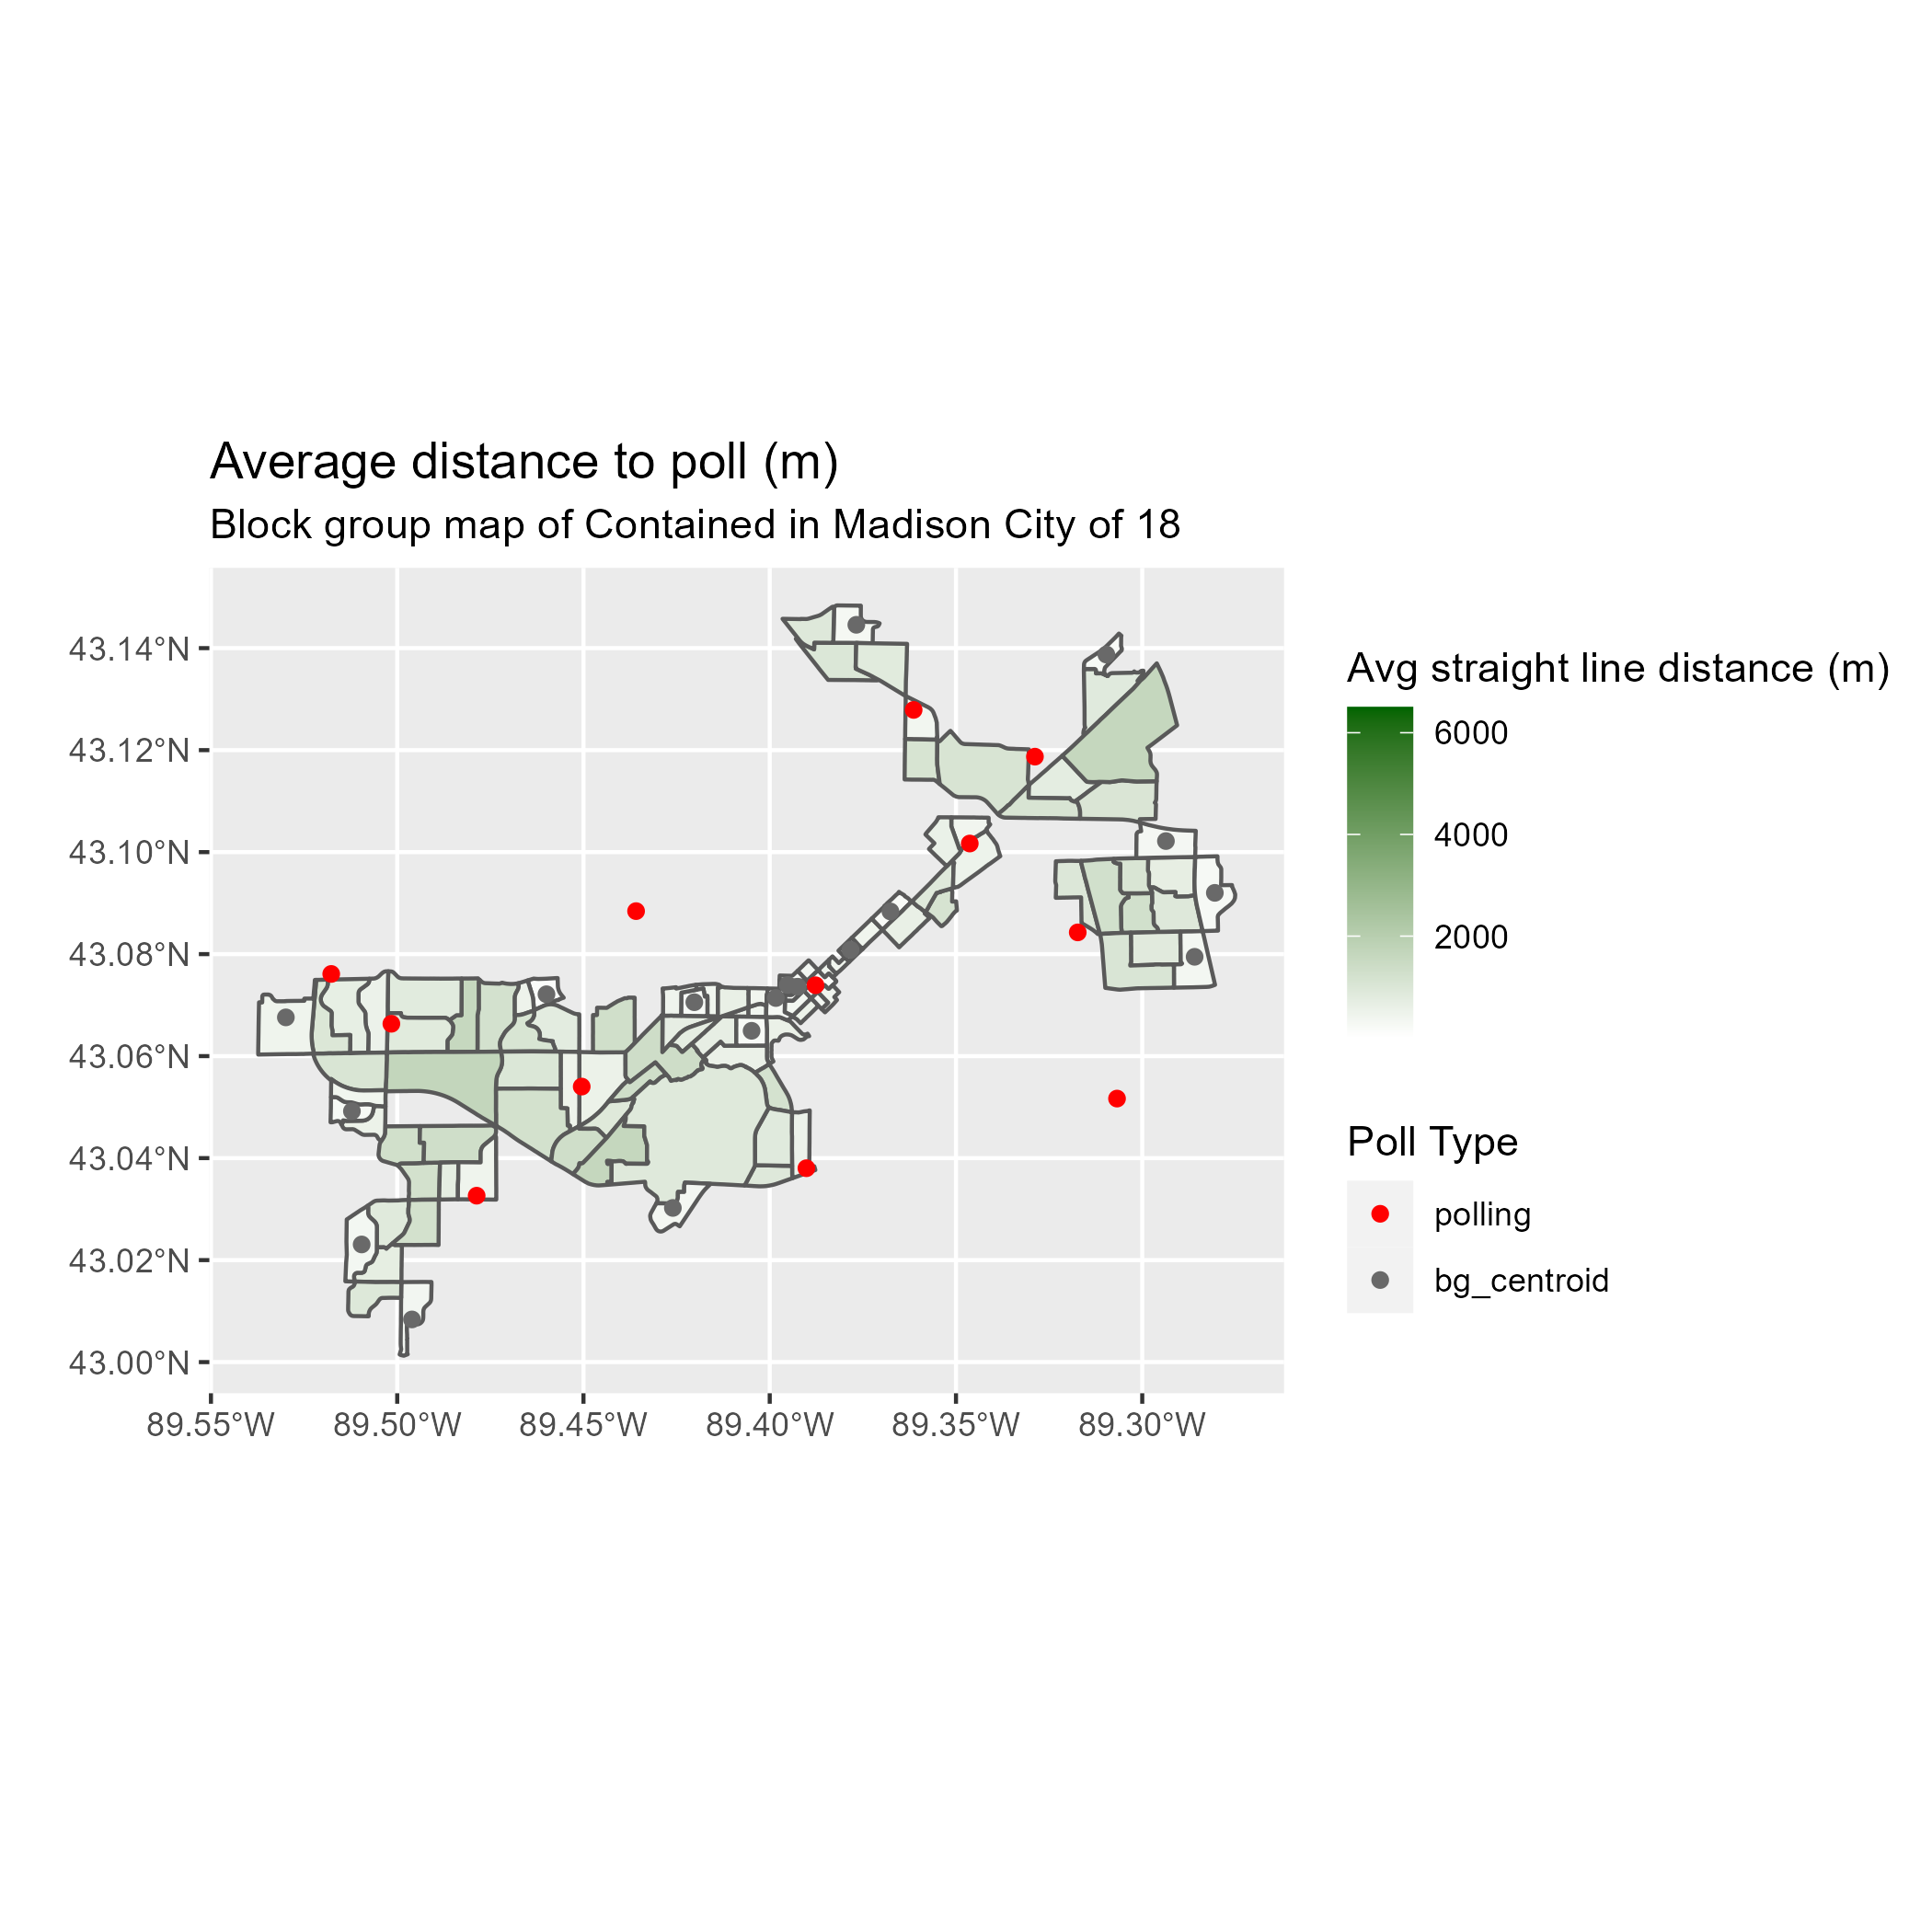 Average distance to poll (m)
Block group map of Contained in Madison City of 18
43.14°N
43.12°N
43.10°N
43.08°N
43.06°N
43.04°N
43.02°N
43.00°N
89.55°W
89.50°W
89.45°W
89.40°W
89.35°W
89.30°W
Avg straight line distance (m)
6000
4000
2000
Poll Type
polling
bg_centroid